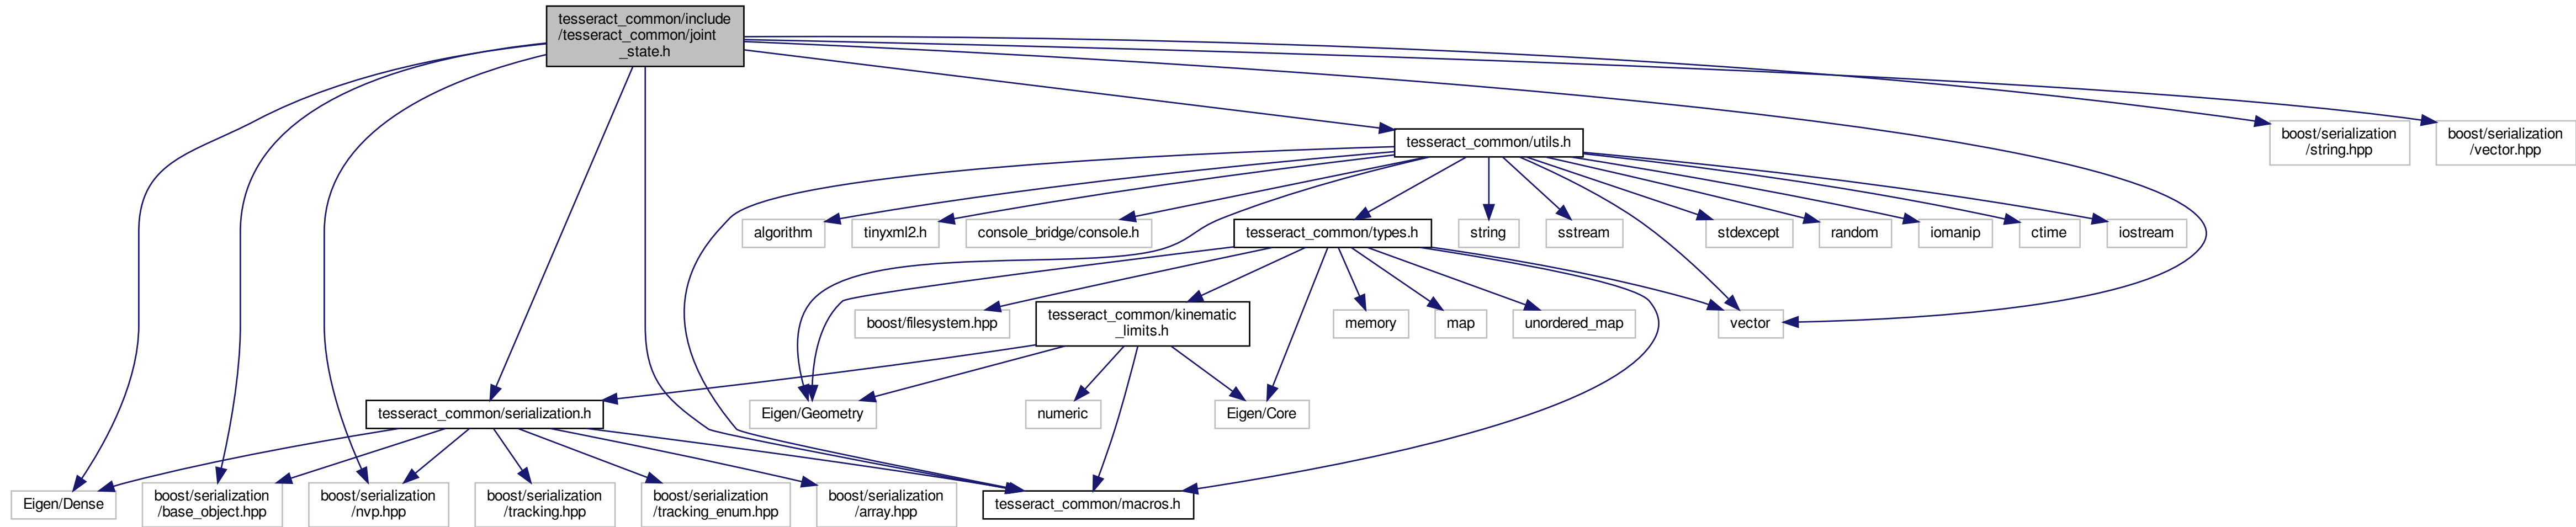 tesseract_common/include
/tesseract_common/joint
_state.h
tesseract_common/utils.h
boost/serialization
/string.hpp
boost/serialization
/vector.hpp
algorithm
tinyxml2.h
console_bridge/console.h
tesseract_common/types.h
string
sstream
stdexcept
random
iomanip
ctime
iostream
boost/filesystem.hpp
tesseract_common/kinematic
_limits.h
memory
map
unordered_map
vector
tesseract_common/serialization.h
Eigen/Geometry
numeric
Eigen/Core
Eigen/Dense
boost/serialization
/base_object.hpp
boost/serialization
/nvp.hpp
boost/serialization
/tracking.hpp
boost/serialization
/tracking_enum.hpp
boost/serialization
/array.hpp
tesseract_common/macros.h